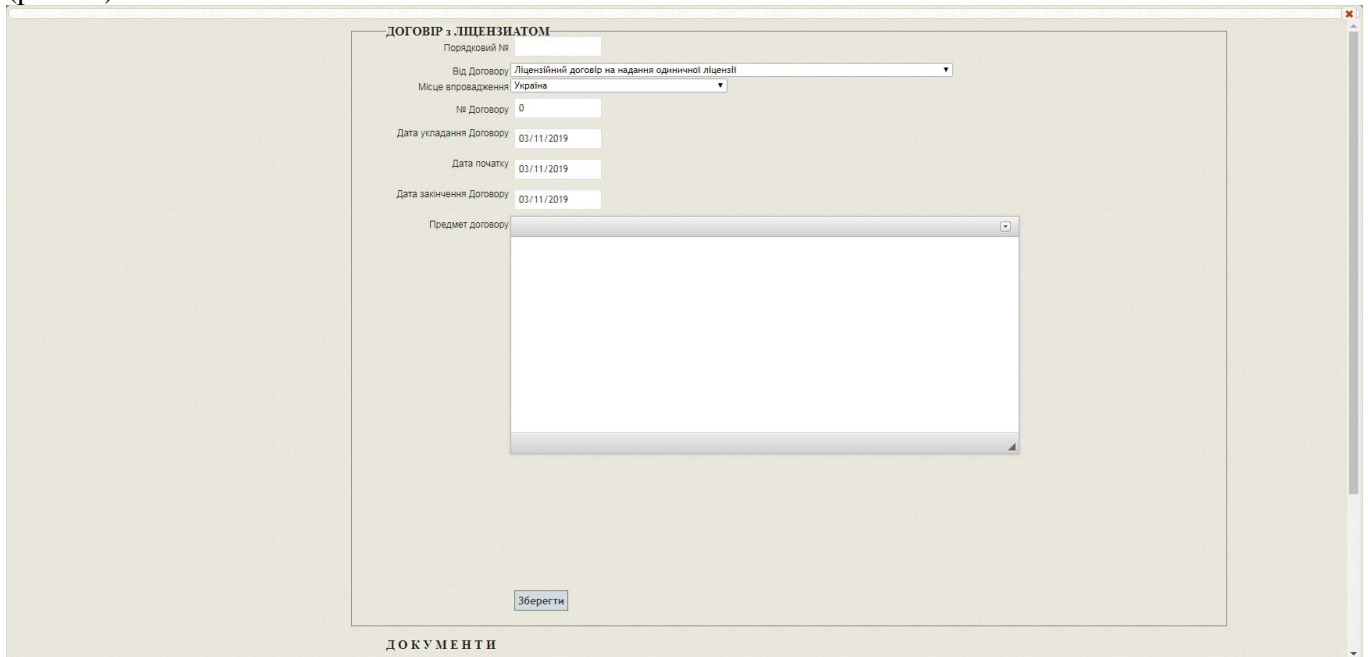 ДОГОВІР з ЛІЦЕНЗИАТОМ
Порядковий №
Від Договору Ліцензійний договір на надання одиничної ліцензії
Місце впровадження Україна
№ Договору 0
Дата укладання Договору 03/11/2019
Дата початку 03/11/2019
Дата закінчення Договору 03/11/2019
Предмет договору
Зберегти
ДОКУМЕНТИ